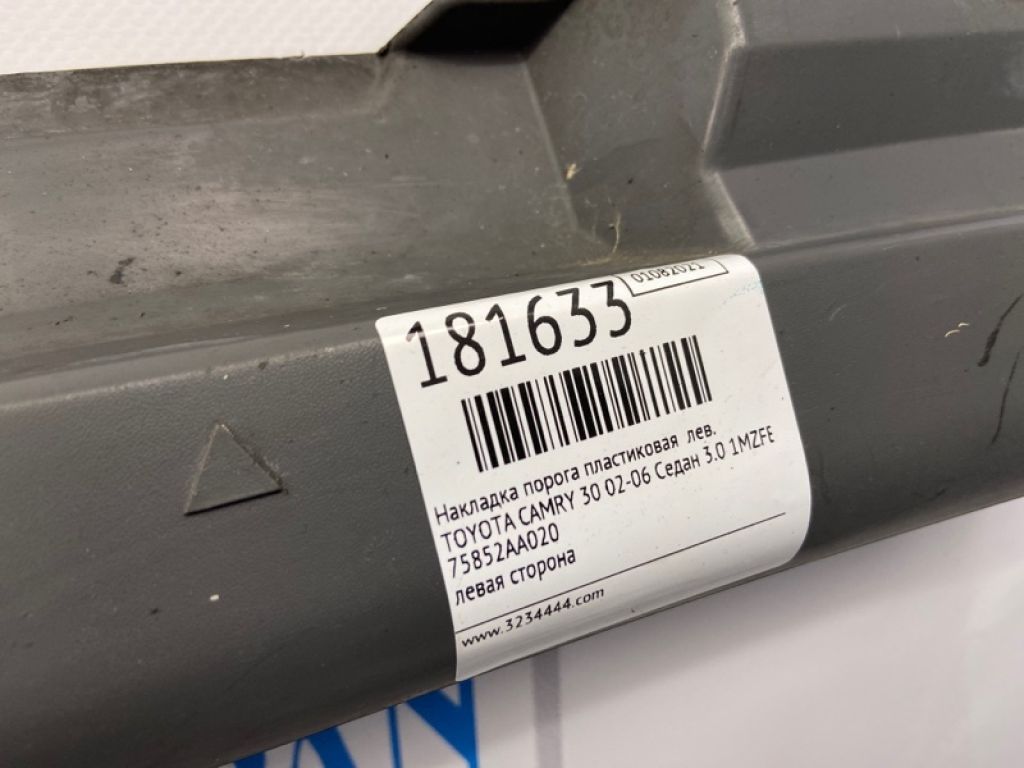 01082021
181633
Накладка порога пластиковая лев.
TOYOTA CAMRY 30 02-06 Седан 3.0 1MZFE
75852AA020
левая сторона
www.3234444.com
AN